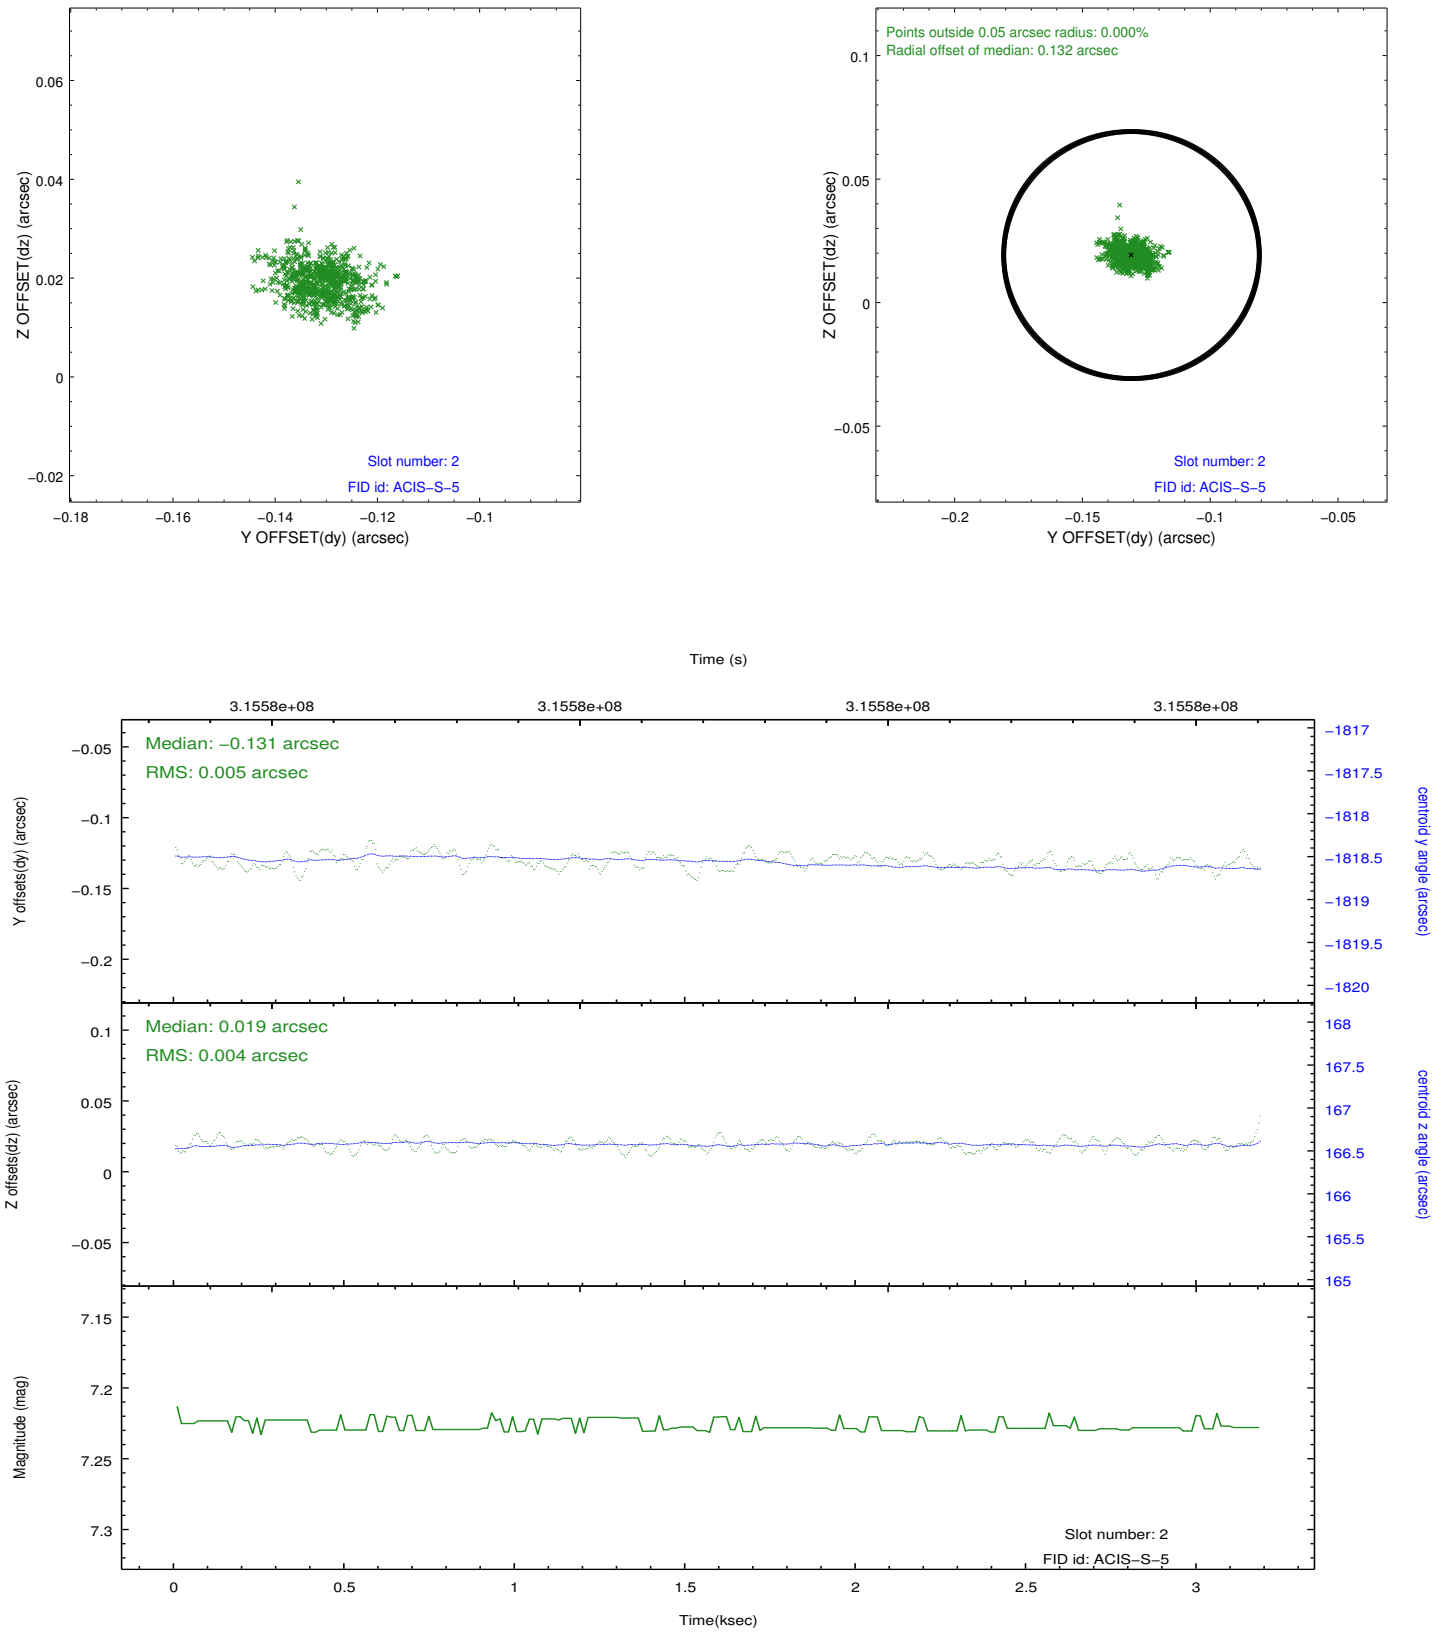 0.06
0.04
0.02
0
−0.02
Z OFFSET(dz) (arcsec)
Slot number: 2
FID id: ACIS−S−5
−0.18
−0.16
−0.14
−0.12
−0.1
Y OFFSET(dy) (arcsec)
Points outside 0.05 arcsec radius: 0.000%
Radial offset of median: 0.132 arcsec
0.1
0.05
0
−0.05
Z OFFSET(dz) (arcsec)
Slot number: 2
FID id: ACIS−S−5
−0.2
−0.15
−0.1
−0.05
Y OFFSET(dy) (arcsec)
Time (s)
3.1558e+08
3.1558e+08
3.1558e+08
3.1558e+08
Median: −0.131 arcsec
RMS: 0.005 arcsec
−0.05
−0.1
−0.15
−0.2
Y offsets(dy) (arcsec)
−1817
−1817.5
−1818
−1818.5
−1819
−1819.5
−1820
centroid y angle (arcsec)
Median: 0.019 arcsec
RMS: 0.004 arcsec
0.1
0.05
0
−0.05
Z offsets(dz) (arcsec)
168
167.5
167
166.5
166
165.5
165
centroid z angle (arcsec)
7.15
7.2
7.25
7.3
Magnitude (mag)
Slot number: 2
FID id: ACIS−S−5
0
0.5
1
1.5
2
2.5
3
Time(ksec)